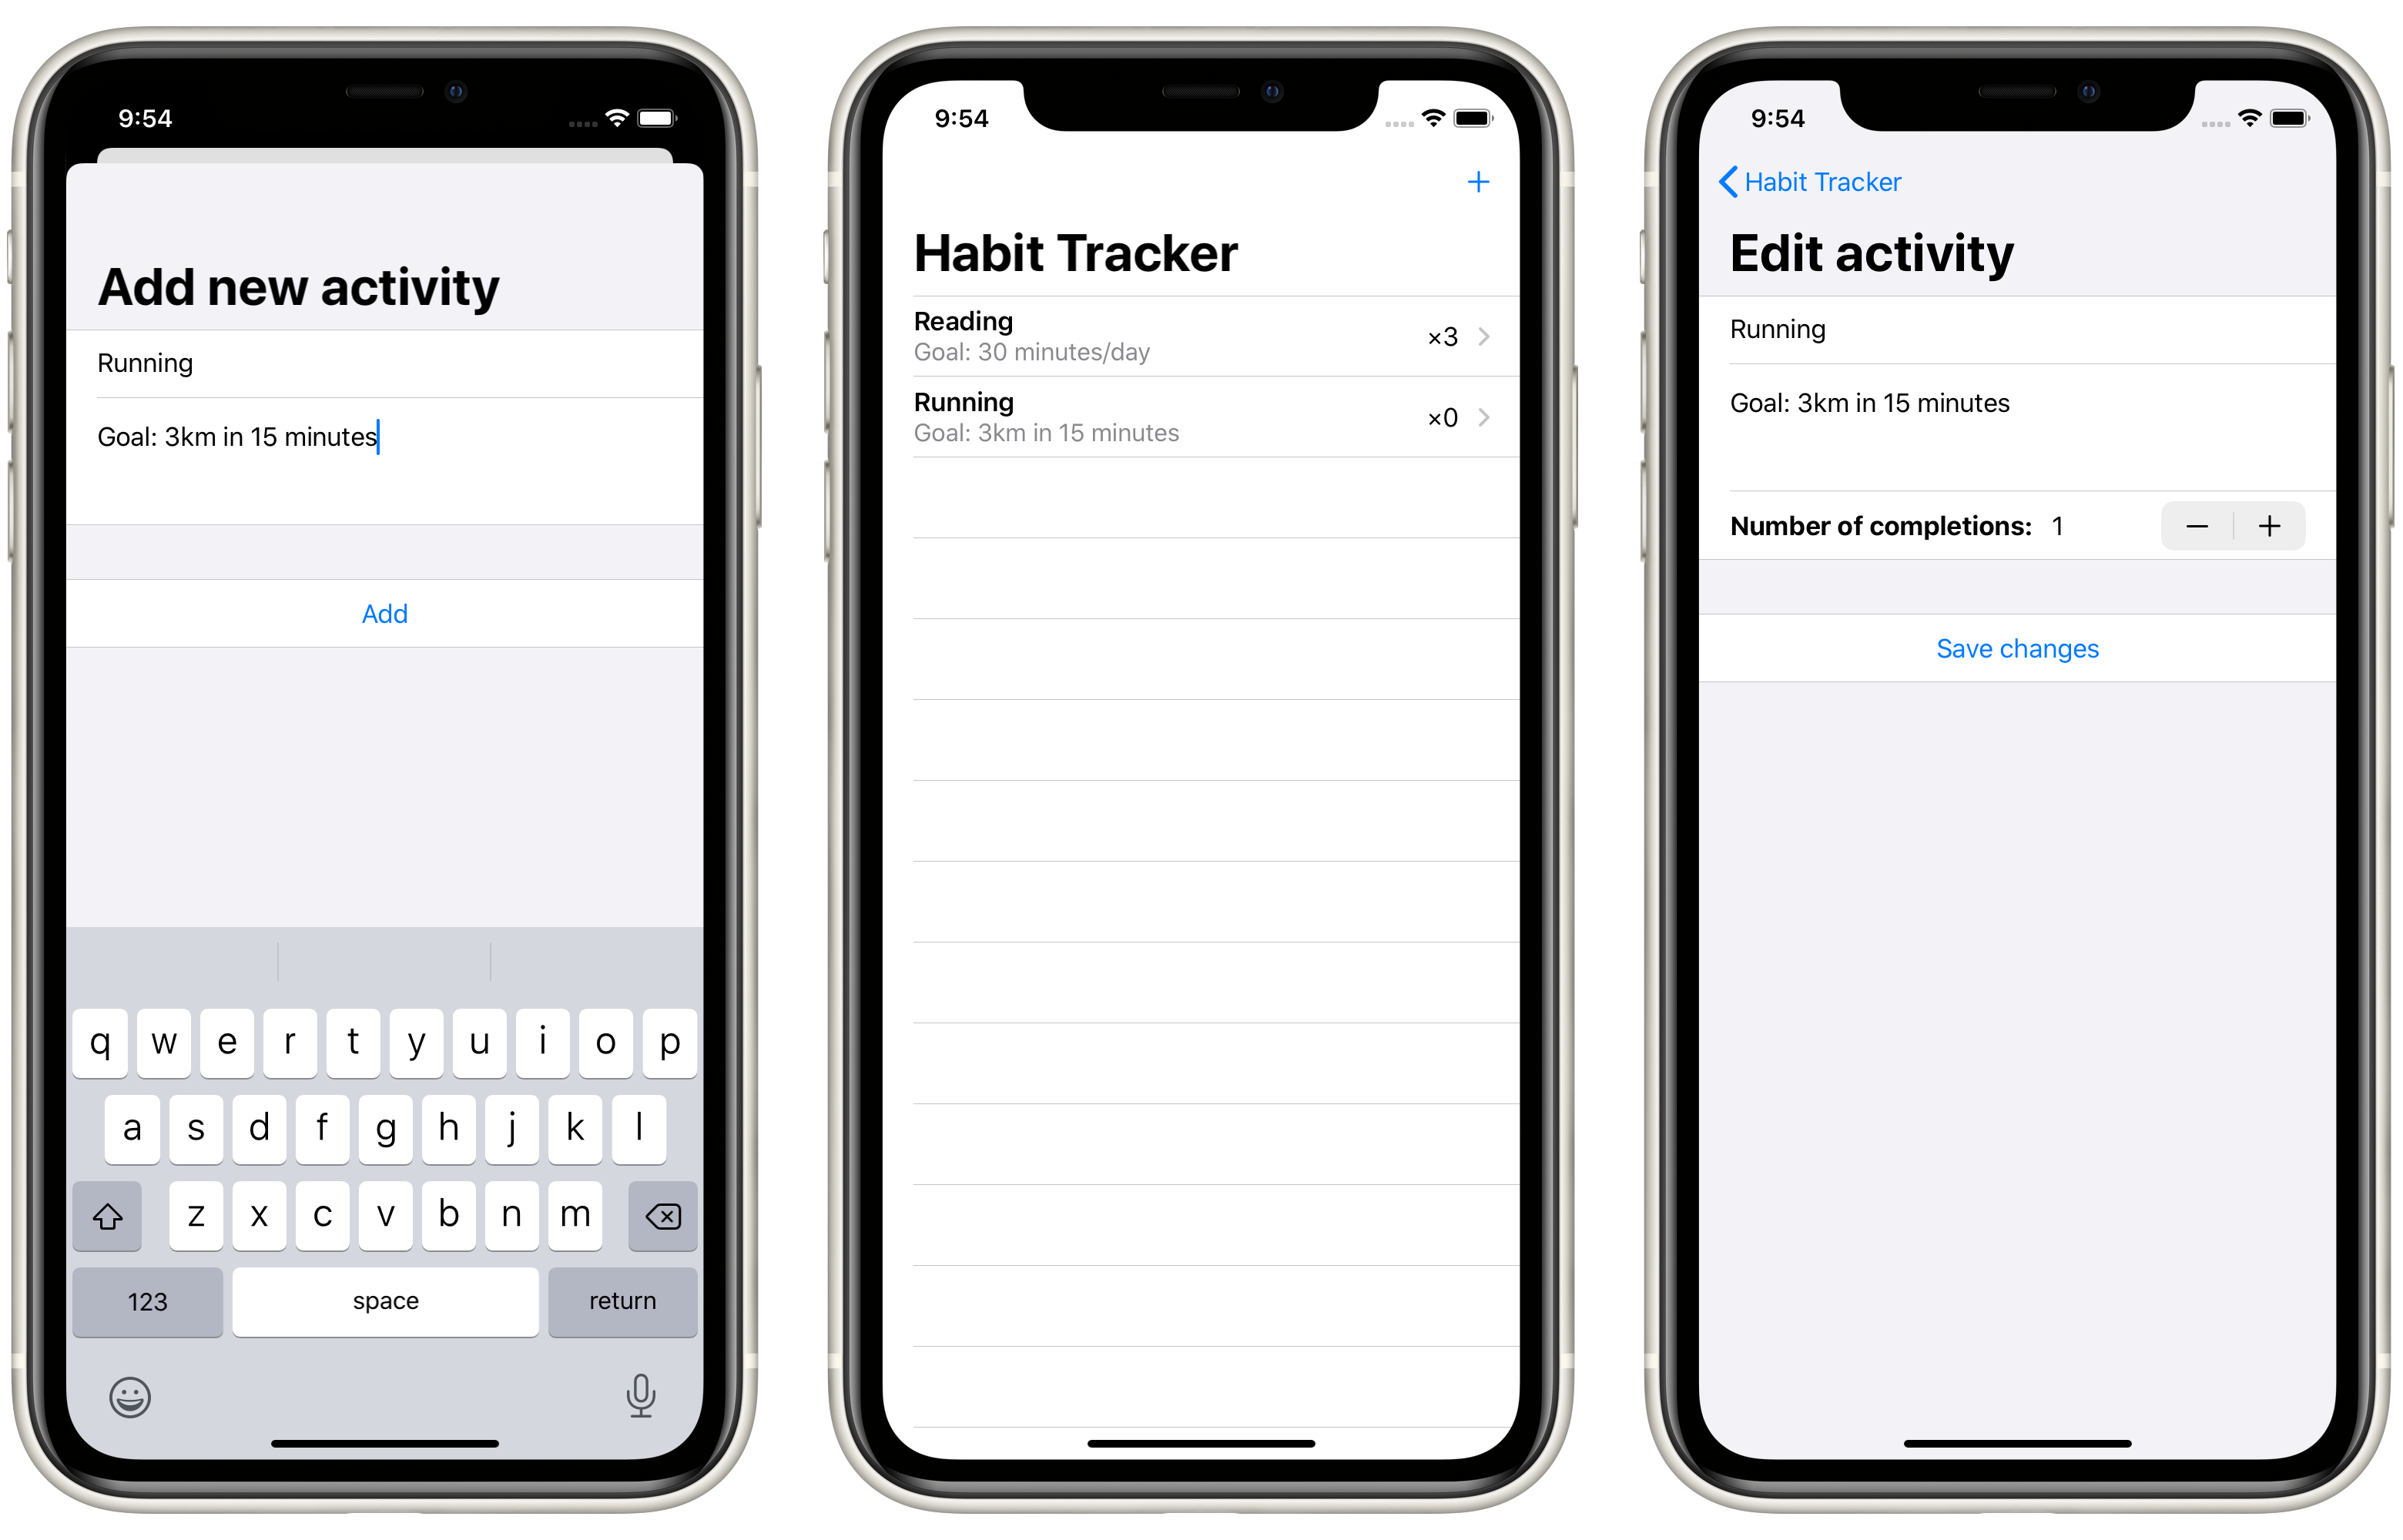 9:54
Add new activity
Running
Goal: 3km in 15 minutes
Add
q w e r t y u i o p
a s d f g h j k l
z x c v b n m
123 space return
9:54
+
Habit Tracker
Reading
Goal: 30 minutes/day
×3
Running
Goal: 3km in 15 minutes
×0
9:54
Habit Tracker
Edit activity
Running
Goal: 3km in 15 minutes
Number of completions: 1 − +
Save changes